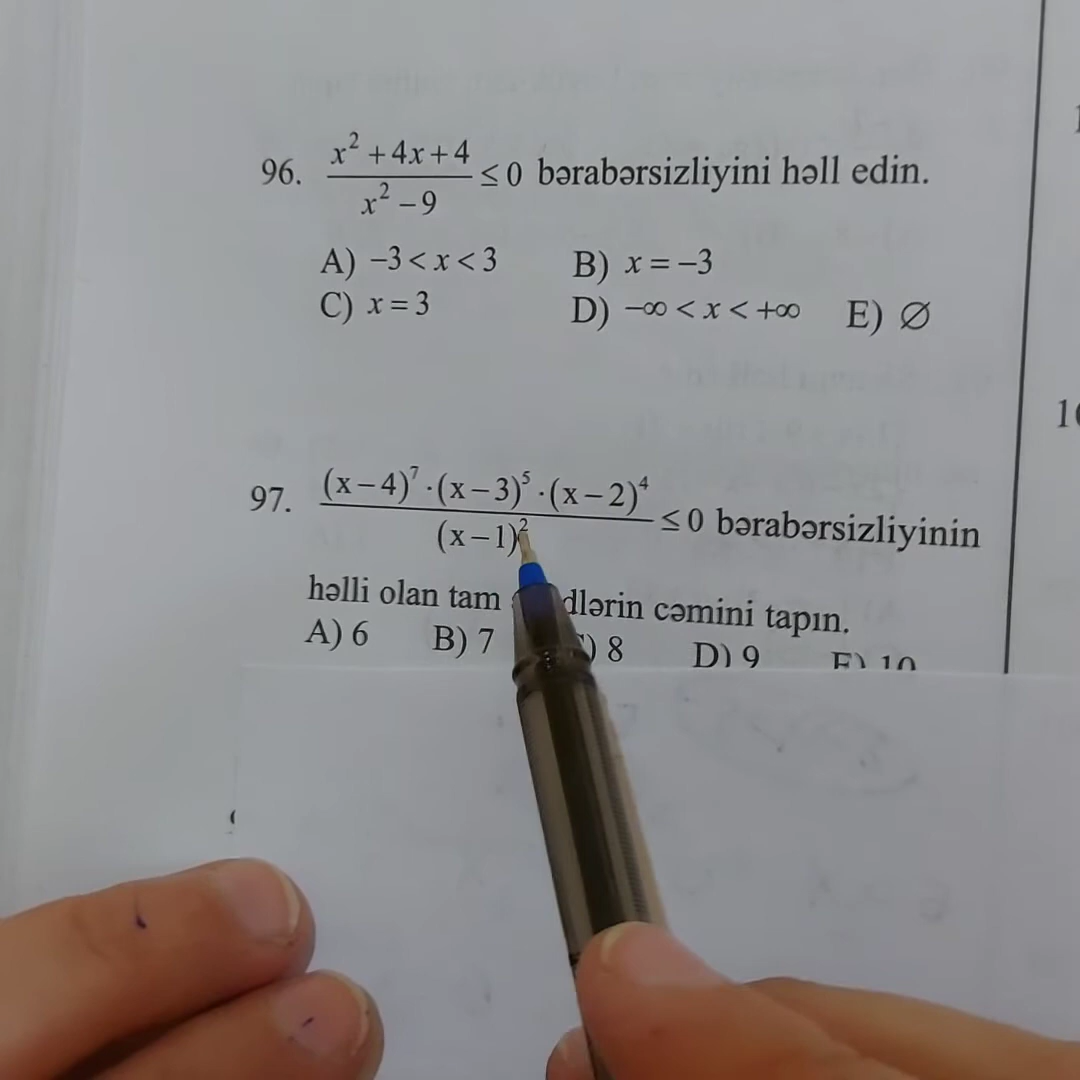 96. (x² + 4x + 4)/(x² − 9) ≤ 0 bərabərsizliyini həll edin.
A) −3 < x < 3 B) x = −3
C) x = 3 D) −∞ < x < +∞ E) ∅
97. ((x − 4)⁷ · (x − 3)⁵ · (x − 2)⁴)/(x − 1)² ≤ 0 bərabərsizliyinin
həlli olan tam dlərin cəmini tapın.
A) 6 B) 7 ) 8 D) 9 E) 10